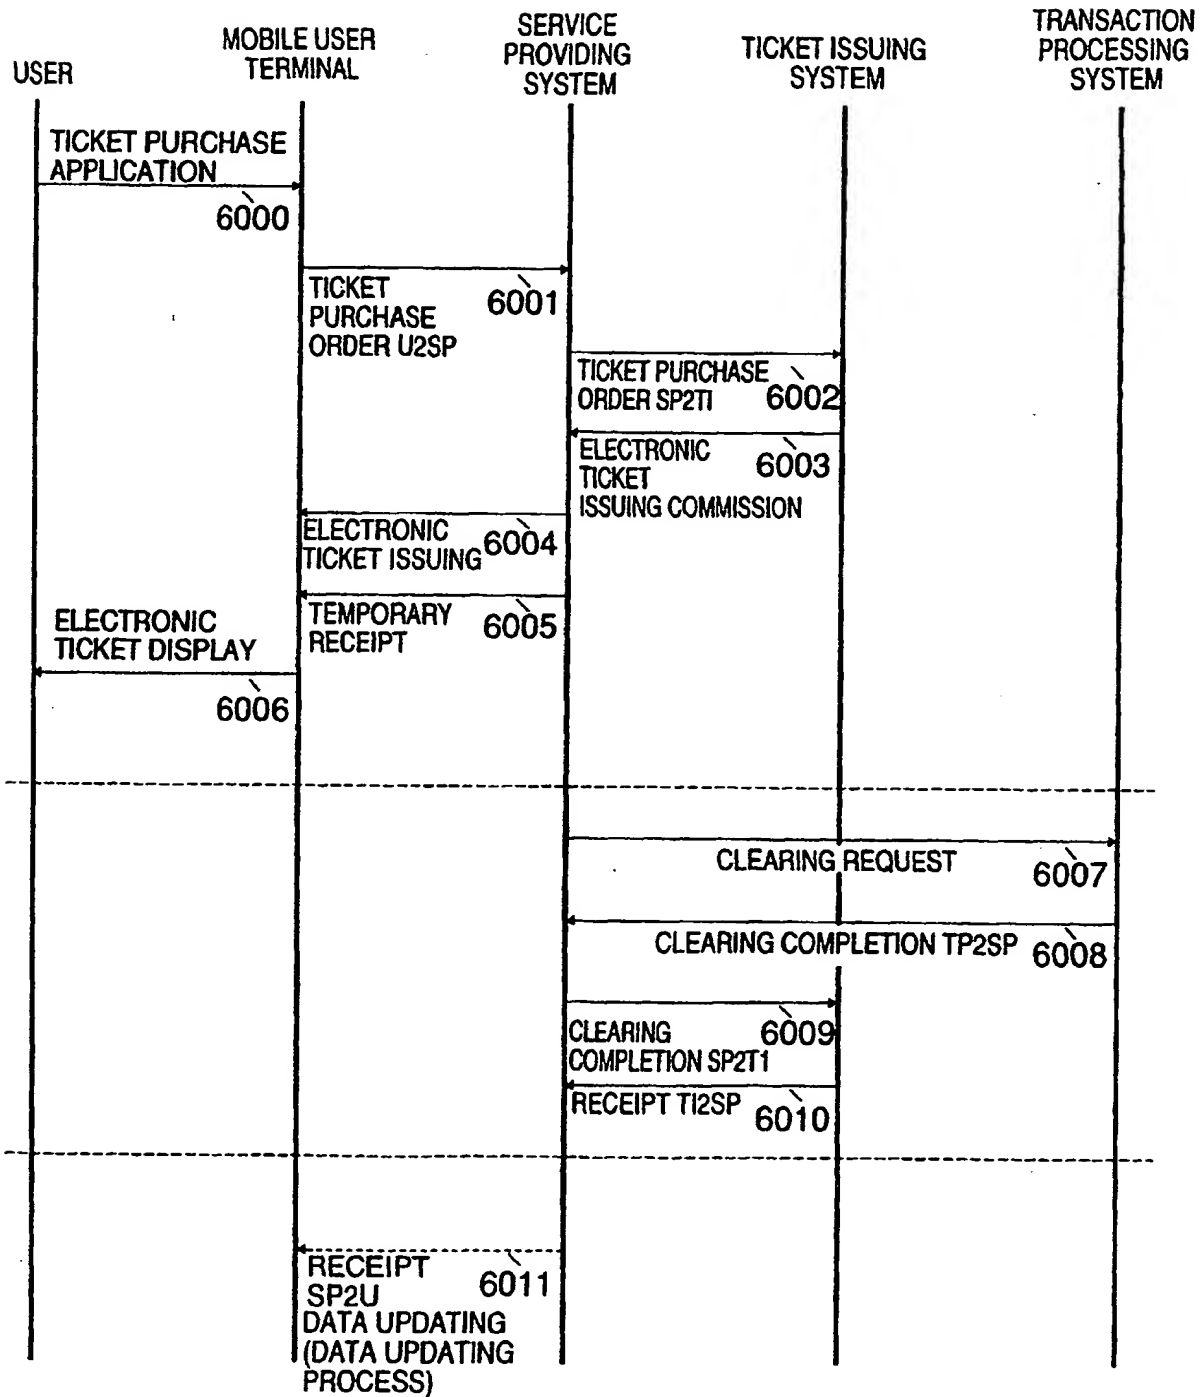 USER
MOBILE USER
TERMINAL
SERVICE
PROVIDING
SYSTEM
TICKET ISSUING
SYSTEM
TRANSACTION
PROCESSING
SYSTEM
TICKET PURCHASE
APPLICATION
6000
TICKET
PURCHASE
ORDER U2SP
6001
TICKET PURCHASE
ORDER SP2TI
6002
ELECTRONIC
TICKET
ISSUING COMMISSION
6003
ELECTRONIC
TICKET ISSUING
6004
TEMPORARY
RECEIPT
6005
ELECTRONIC
TICKET DISPLAY
6006
CLEARING REQUEST
6007
CLEARING COMPLETION TP2SP
6008
CLEARING
COMPLETION SP2T1
6009
RECEIPT TI2SP
6010
RECEIPT
SP2U
6011
DATA UPDATING
(DATA UPDATING
PROCESS)